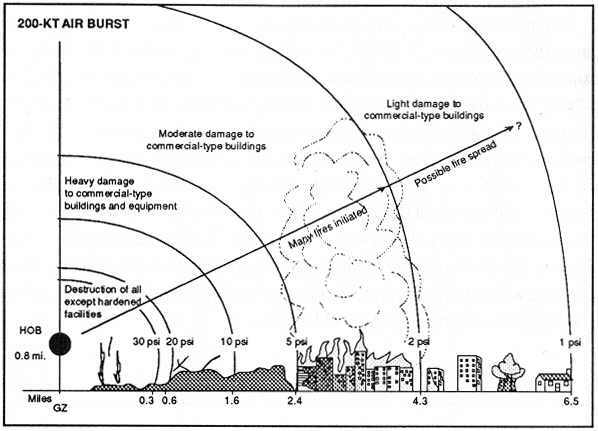 200-KT AIR BURST
Light damage to
commercial-type buildings
?
Moderate damage to
commercial-type buildings
Possible fire spread
Heavy damage
to commercial-type
buildings and equipment
Many fires initiated
Destruction of all
except hardened
facilities
HOB
0.8 mi.
30 psi
20 psi
10 psi
5 psi
2 psi
1 psi
Miles
GZ
0.3
0.6
1.6
2.4
4.3
6.5